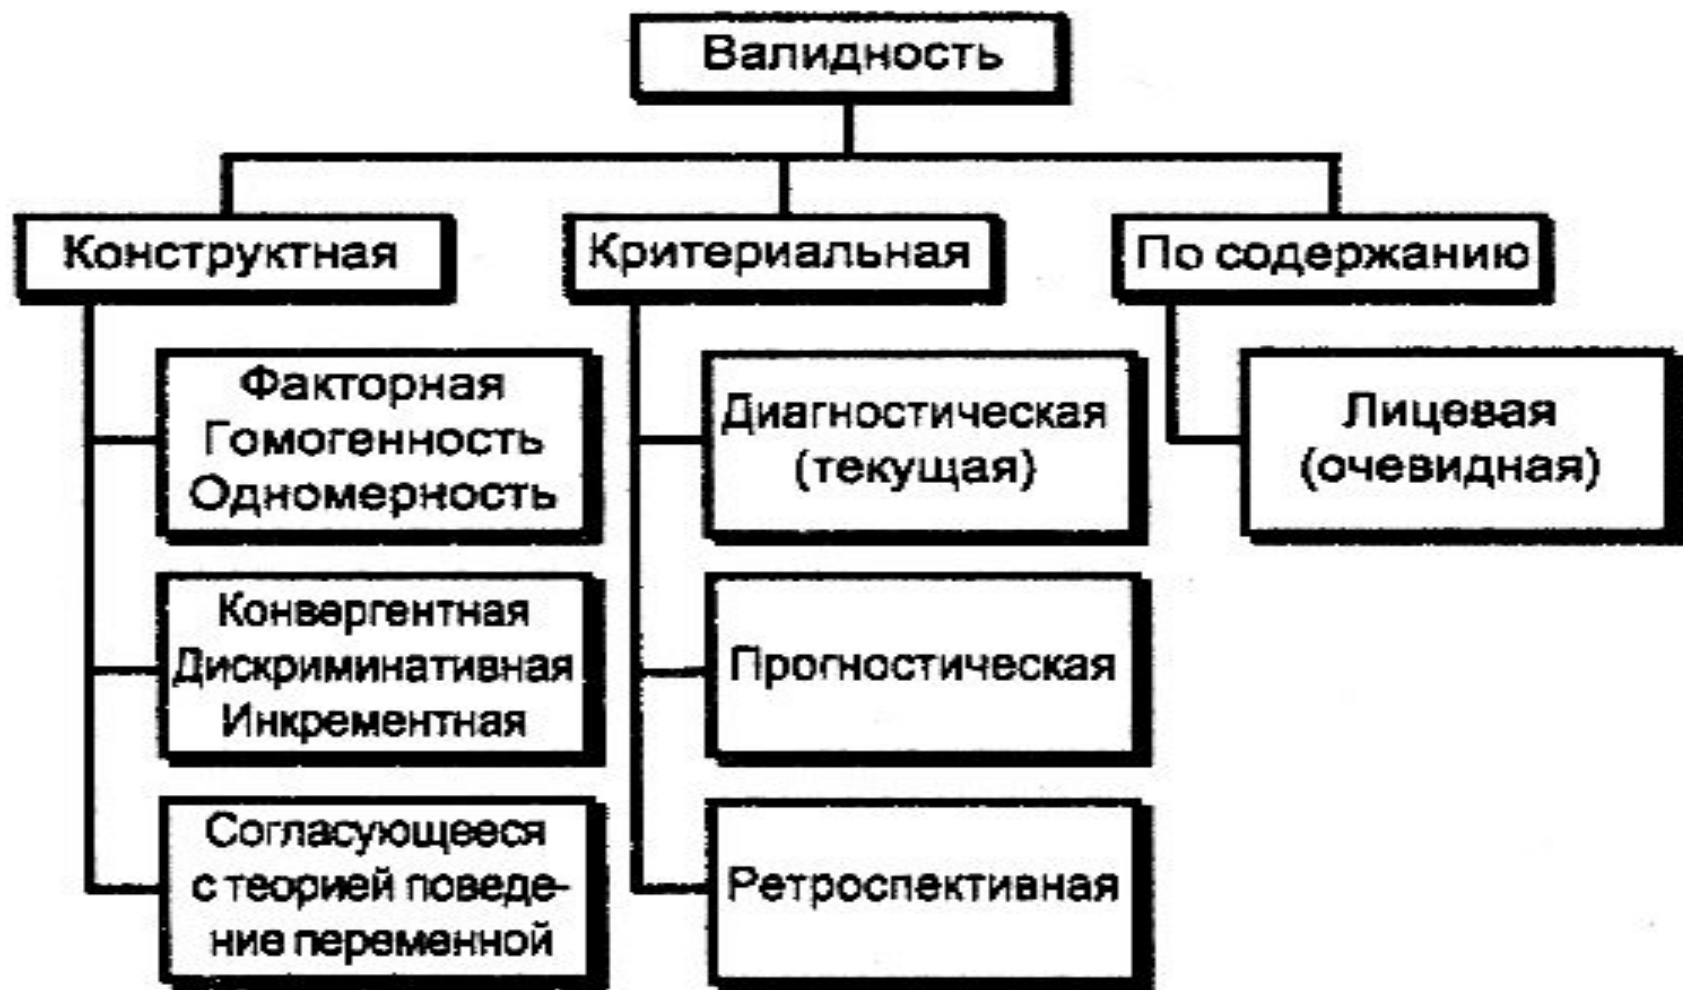 Валидность
Конструктная
Критериальная
По содержанию
Факторная
Гомогенность
Одномерность
Диагностическая
(текущая)
Лицевая
(очевидная)
Конвергентная
Дискриминативная
Инкрементная
Прогностическая
Согласующееся
с теорией поведе-
ние переменной
Ретроспективная